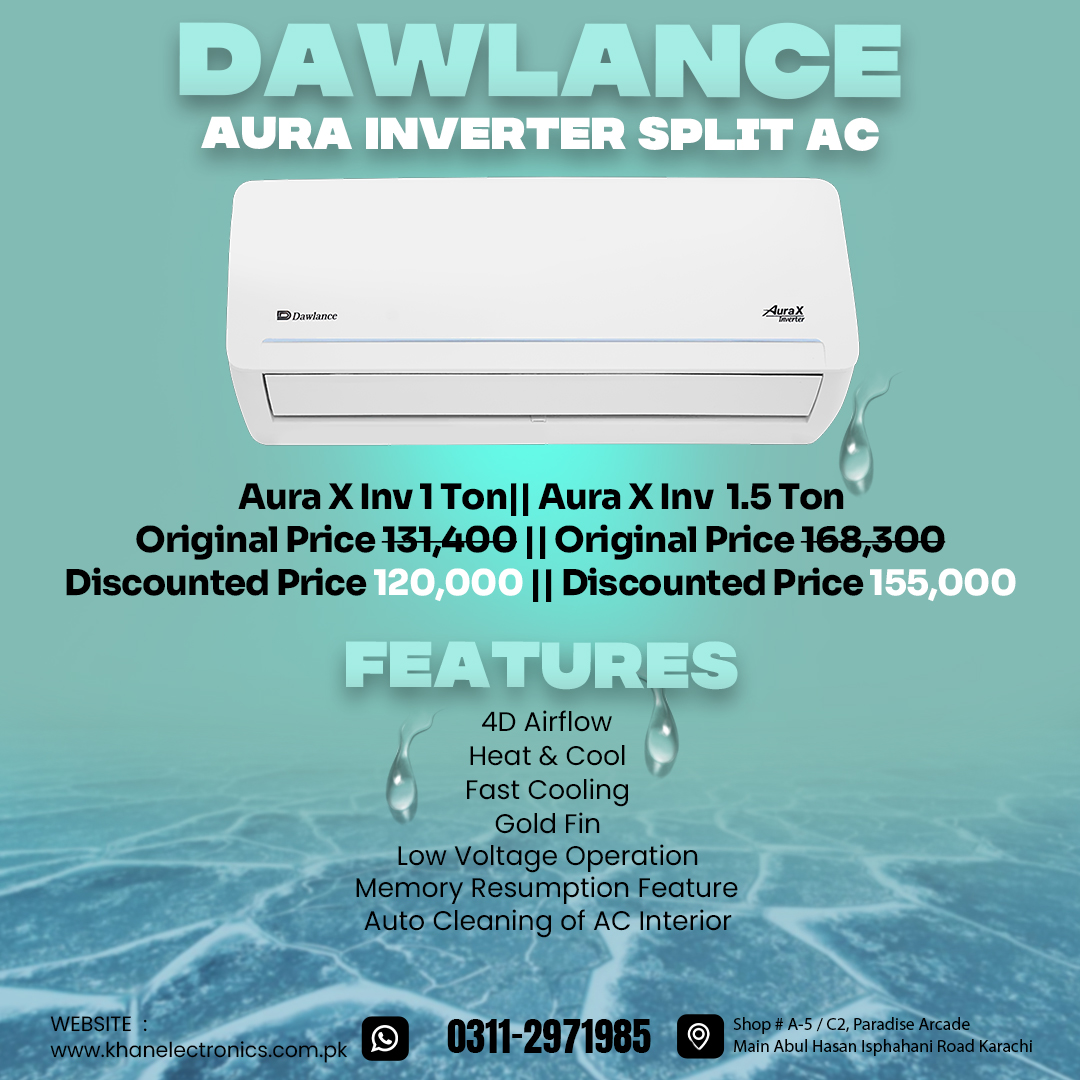 DAWLANCE
AURA INVERTER SPLIT AC
Dawlance
Aura X
Inverter
Aura X Inv 1 Ton|| Aura X Inv 1.5 Ton
Original Price 131,400 || Original Price 168,300
Discounted Price 120,000 || Discounted Price 155,000
FEATURES
4D Airflow
Heat & Cool
Fast Cooling
Gold Fin
Low Voltage Operation
Memory Resumption Feature
Auto Cleaning of AC Interior
WEBSITE :
www.khanelectronics.com.pk
0311-2971985
Shop # A-5 / C2, Paradise Arcade
Main Abul Hasan Isphahani Road Karachi